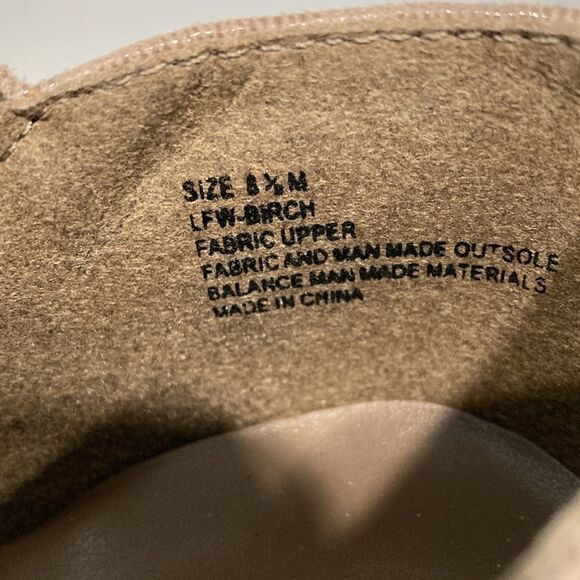 SIZE 8 ½ M
LFW-BIRCH
FABRIC UPPER
FABRIC AND MAN MADE OUTSOLE
BALANCE MAN MADE MATERIALS
MADE IN CHINA